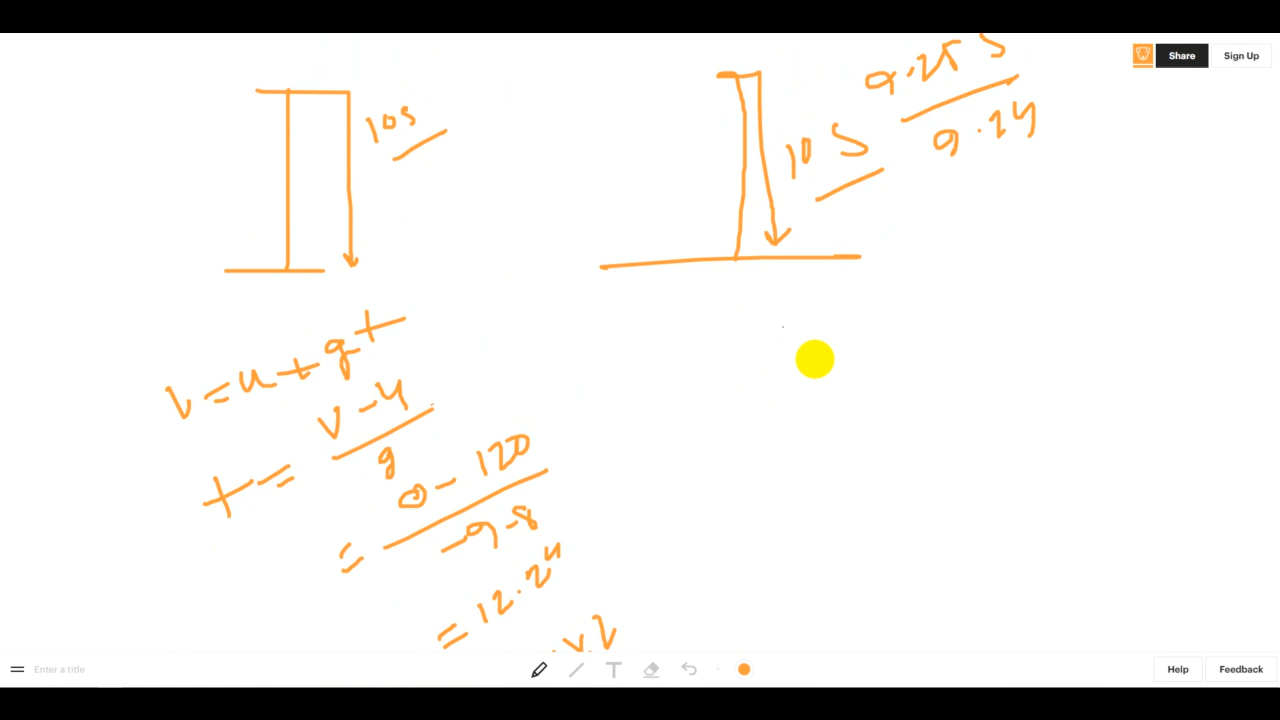 Share
Sign Up
9.25 S
9.24
10S
10 S
v=u+gt
t= v-u
g
= 0-120
-9-8
=12.24
.x2
Enter a title
T
Help
Feedback